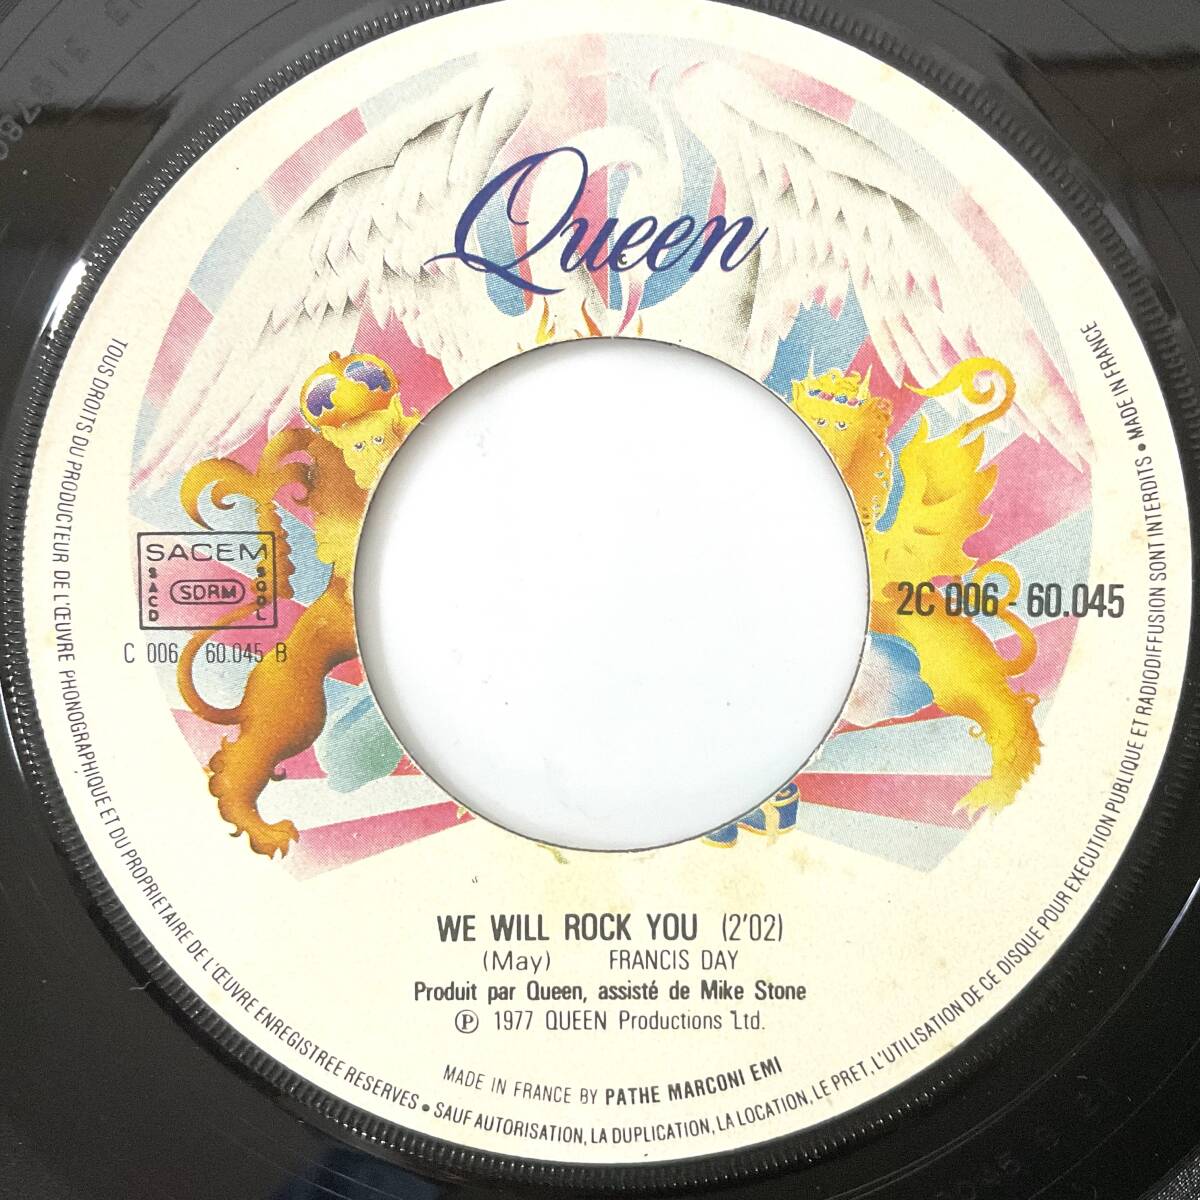 Queen
SACEM
SACD
SDRM
SGDL
C 006 60.045 B
2C 006 - 60.045
WE WILL ROCK YOU (2'02)
(May) FRANCIS DAY
Produit par Queen, assisté de Mike Stone
℗ 1977 QUEEN Productions Ltd.
MADE IN FRANCE BY PATHE MARCONI EMI
TOUS DROITS DU PRODUCTEUR DE L'ŒUVRE PHONOGRAPHIQUE ET DU PROPRIETAIRE DE L'ŒUVRE ENREGISTREE RESERVES • SAUF AUTORISATION, LA DUPLICATION, LA LOCATION, LE PRET, L'UTILISATION DE CE DISQUE POUR EXECUTION PUBLIQUE ET RADIODIFFUSION SONT INTERDITS • MADE IN FRANCE